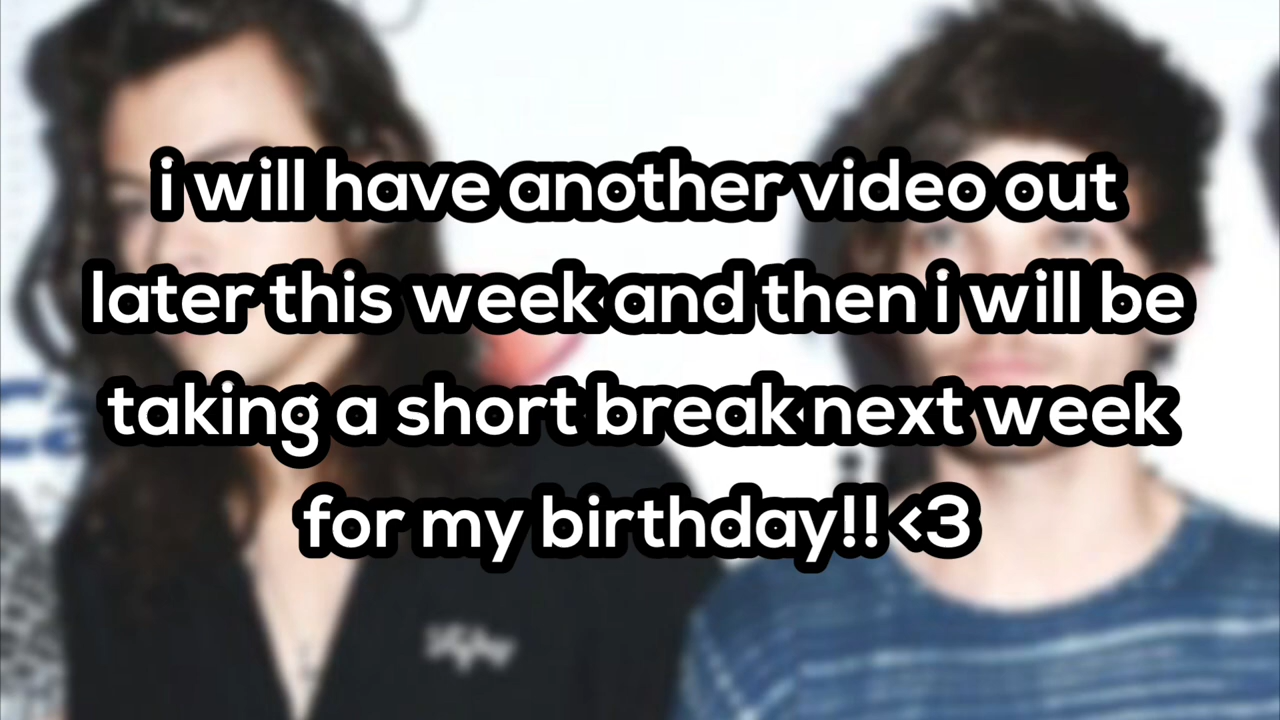 i will have another video out
later this week and then i will be
taking a short break next week
for my birthday!! <3